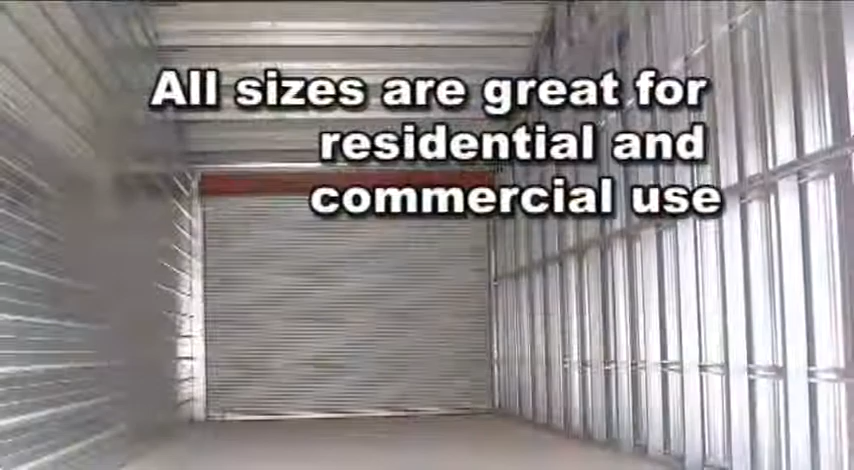 All sizes are great for
residential and
commercial use